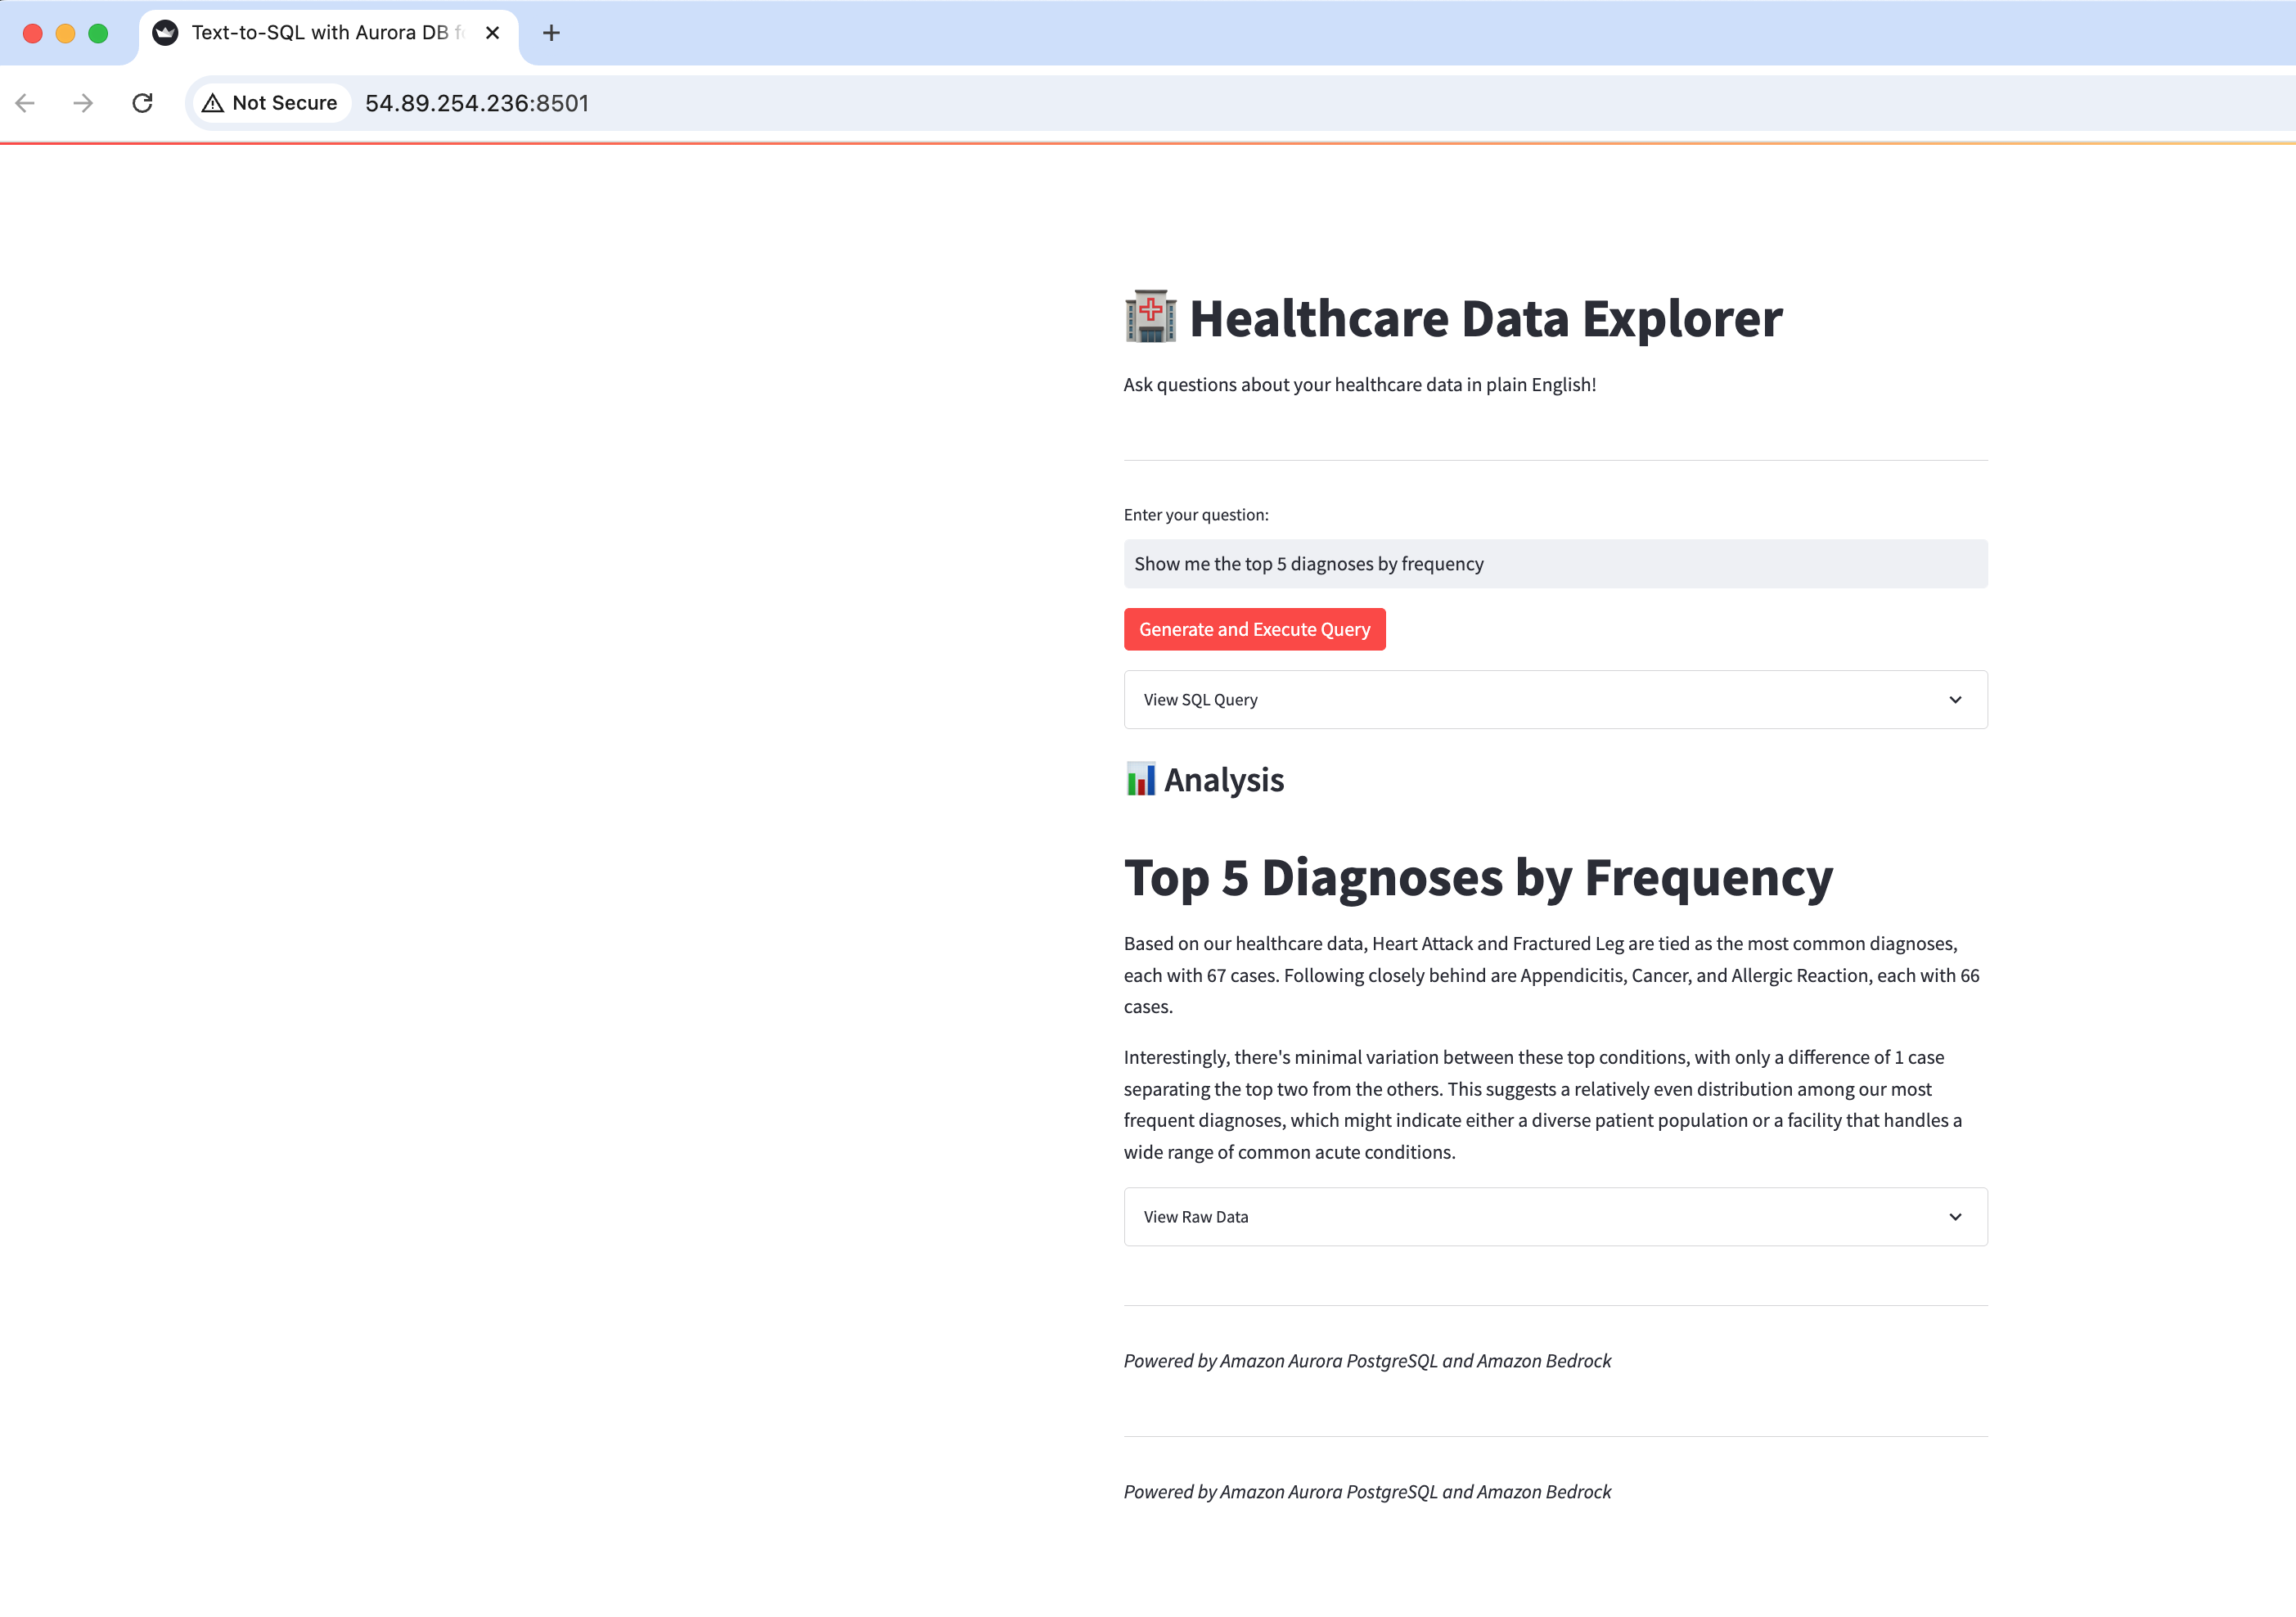 Text-to-SQL with Aurora DB fo
Not Secure
54.89.254.236:8501
Healthcare Data Explorer
Ask questions about your healthcare data in plain English!
Enter your question:
Show me the top 5 diagnoses by frequency
Generate and Execute Query
View SQL Query
Analysis
Top 5 Diagnoses by Frequency
Based on our healthcare data, Heart Attack and Fractured Leg are tied as the most common diagnoses,
each with 67 cases. Following closely behind are Appendicitis, Cancer, and Allergic Reaction, each with 66
cases.
Interestingly, there's minimal variation between these top conditions, with only a difference of 1 case
separating the top two from the others. This suggests a relatively even distribution among our most
frequent diagnoses, which might indicate either a diverse patient population or a facility that handles a
wide range of common acute conditions.
View Raw Data
Powered by Amazon Aurora PostgreSQL and Amazon Bedrock
Powered by Amazon Aurora PostgreSQL and Amazon Bedrock